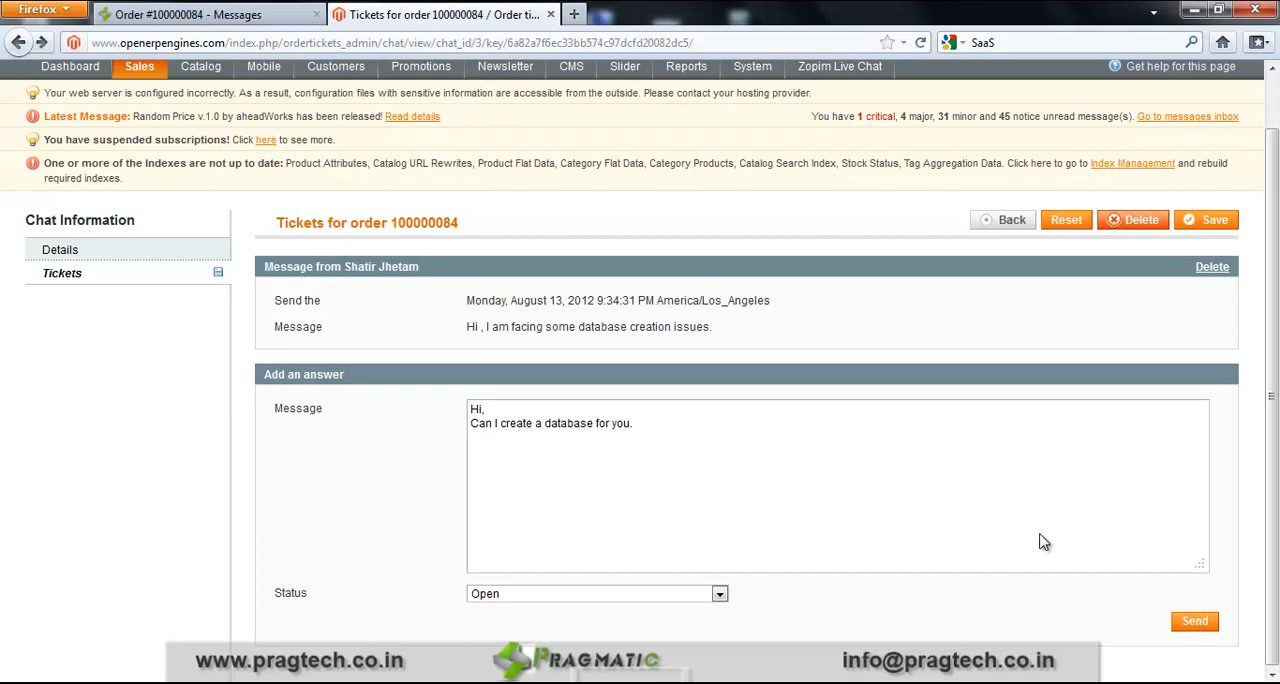 Firefox
Order #100000084 - Messages
Tickets for order 100000084 / Order ti...
www.openerpengines.com/index.php/ordertickets_admin/chat/view/chat_id/3/key/6a82a7f6ec33bb574c97dcfd20082dc5/
SaaS
Dashboard Sales Catalog Mobile Customers Promotions Newsletter CMS Slider Reports System Zopim Live Chat Get help for this page
Your web server is configured incorrectly. As a result, configuration files with sensitive information are accessible from the outside. Please contact your hosting provider.
Latest Message: Random Price v.1.0 by aheadWorks has been released! Read details You have 1 critical, 4 major, 31 minor and 45 notice unread message(s). Go to messages inbox
You have suspended subscriptions! Click here to see more.
One or more of the Indexes are not up to date: Product Attributes, Catalog URL Rewrites, Product Flat Data, Category Flat Data, Category Products, Catalog Search Index, Stock Status, Tag Aggregation Data. Click here to go to Index Management and rebuild
required indexes.
Chat Information
Details
Tickets
Tickets for order 100000084
Back Reset Delete Save
Message from Shatir Jhetam Delete
Send the Monday, August 13, 2012 9:34:31 PM America/Los_Angeles
Message Hi , I am facing some database creation issues.
Add an answer
Message
Hi,
Can I create a database for you.
Status Open
Send
www.pragtech.co.in PRAGMATIC info@pragtech.co.in